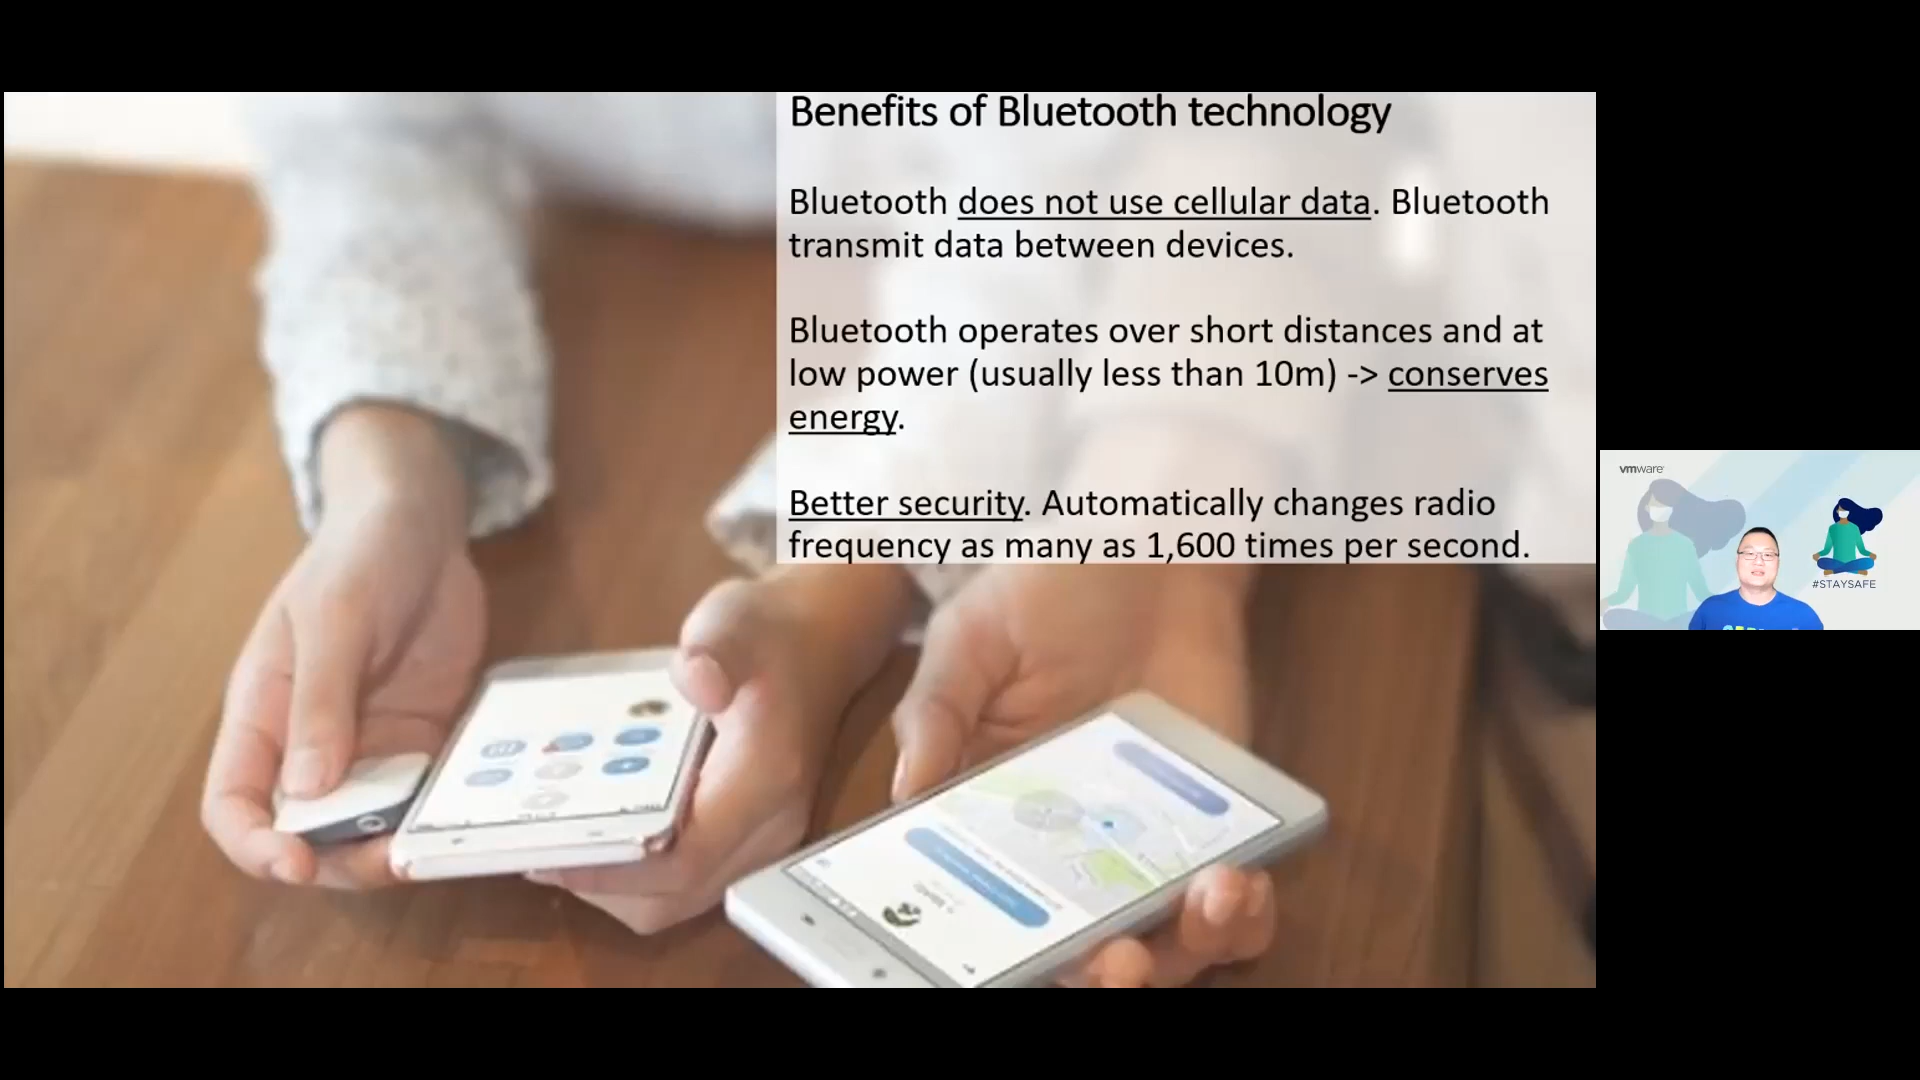 Benefits of Bluetooth technology
Bluetooth does not use cellular data. Bluetooth
transmit data between devices.
Bluetooth operates over short distances and at
low power (usually less than 10m) -> conserves
energy.
Better security. Automatically changes radio
frequency as many as 1,600 times per second.
vmware
#STAYSAFE